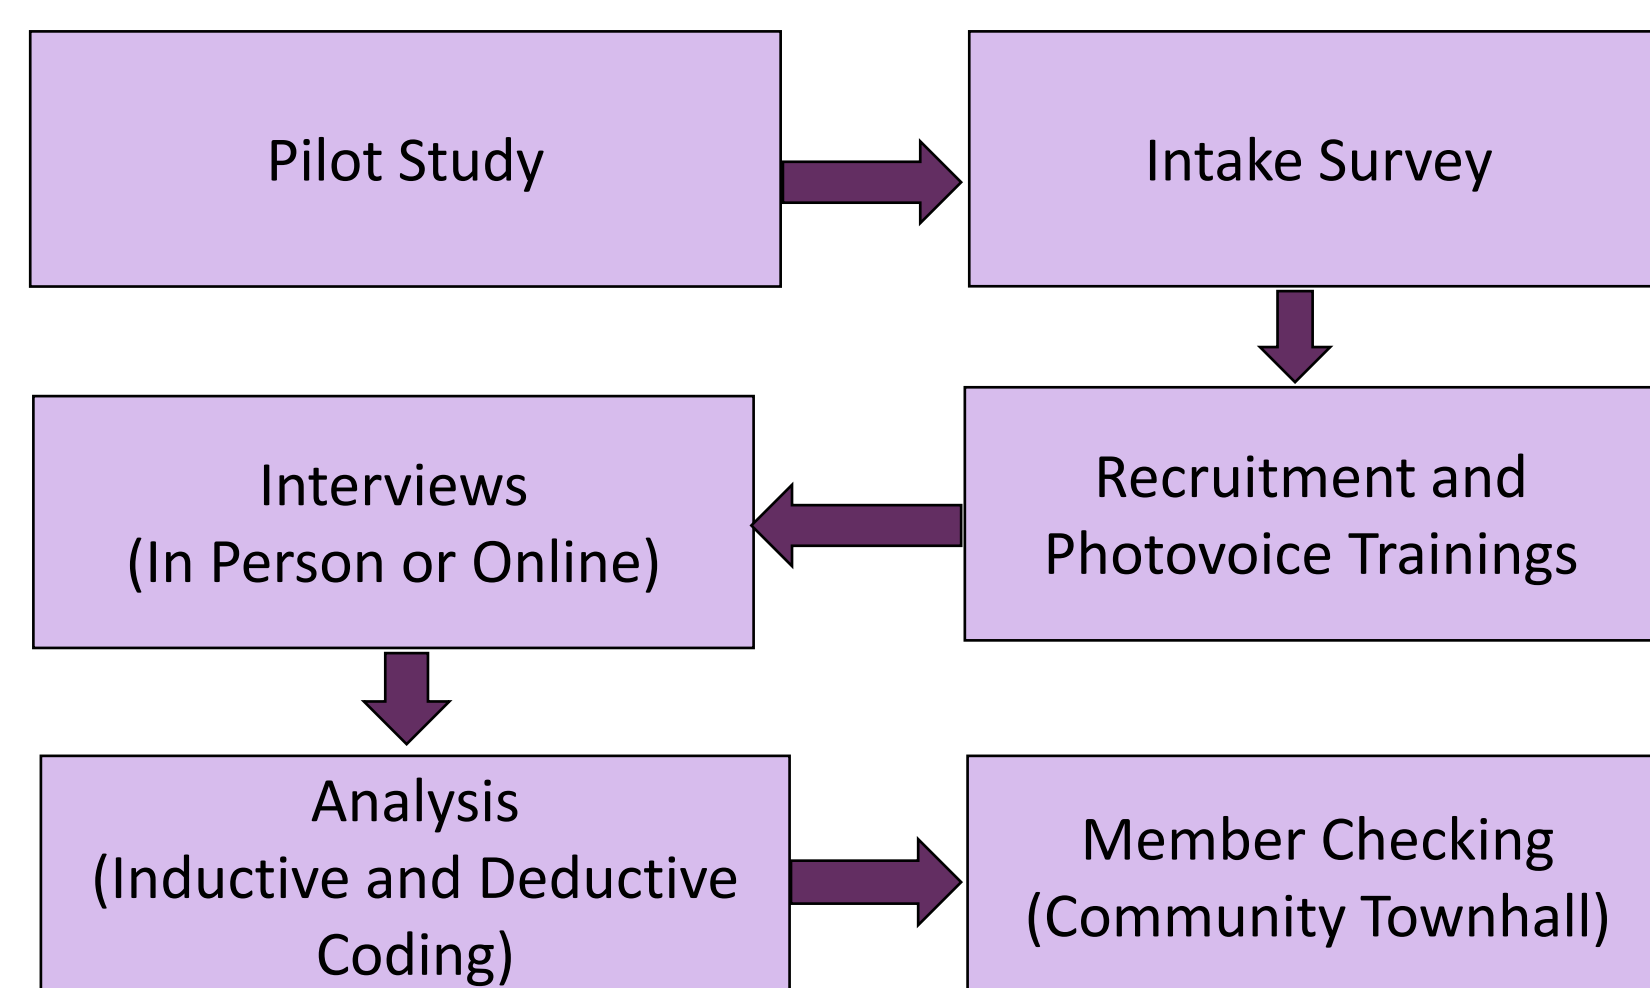 Pilot Study
Intake Survey
Recruitment and
Photovoice Trainings
Interviews
(In Person or Online)
Analysis
(Inductive and Deductive
Coding)
Member Checking
(Community Townhall)